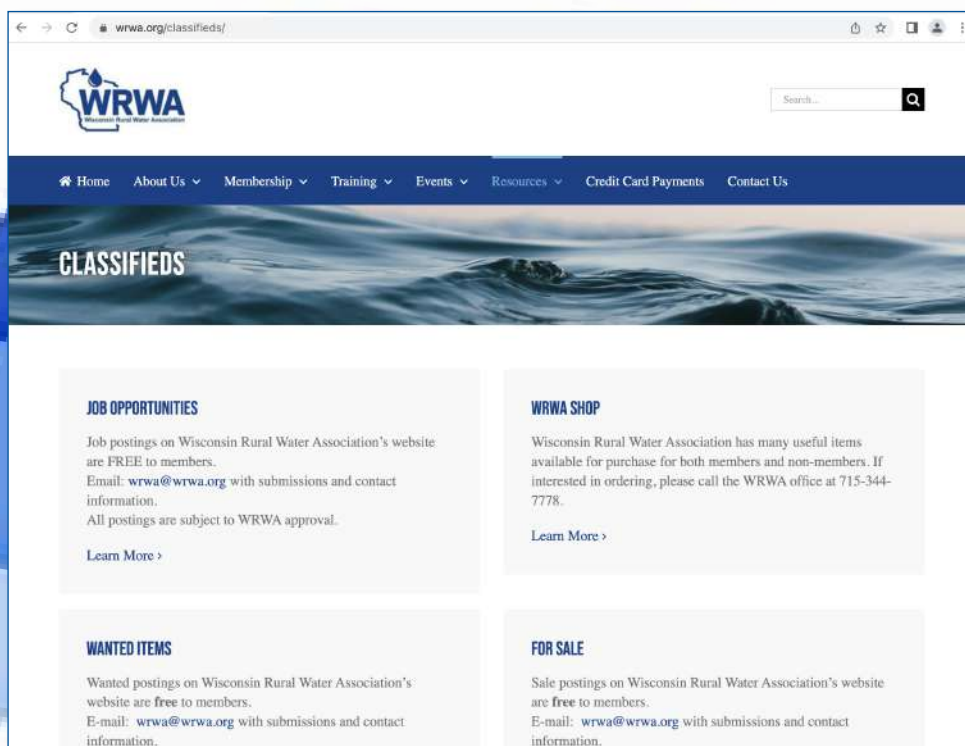 wrwa.org/classifieds/
WRWA
Wisconsin Rural Water Association
Search...
Home About Us Membership Training Events Resources Credit Card Payments Contact Us
CLASSIFIEDS
JOB OPPORTUNITIES
Job postings on Wisconsin Rural Water Association's website
are FREE to members.
Email: wrwa@wrwa.org with submissions and contact
information.
All postings are subject to WRWA approval.
Learn More ›
WRWA SHOP
Wisconsin Rural Water Association has many useful items
available for purchase for both members and non-members. If
interested in ordering, please call the WRWA office at 715-344-
7778.
Learn More ›
WANTED ITEMS
Wanted postings on Wisconsin Rural Water Association's
website are free to members.
E-mail: wrwa@wrwa.org with submissions and contact
information.
FOR SALE
Sale postings on Wisconsin Rural Water Association's website
are free to members.
E-mail: wrwa@wrwa.org with submissions and contact
information.